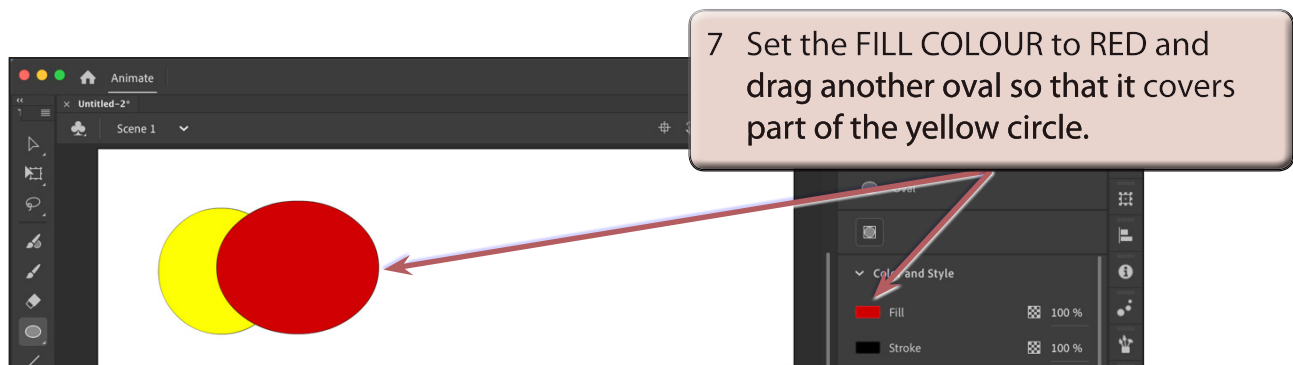 7 Set the FILL COLOUR to RED and
drag another oval so that it covers
part of the yellow circle.
Animate
× Untitled-2*
Scene 1
Oval
Color and Style
Fill 100 %
Stroke 100 %